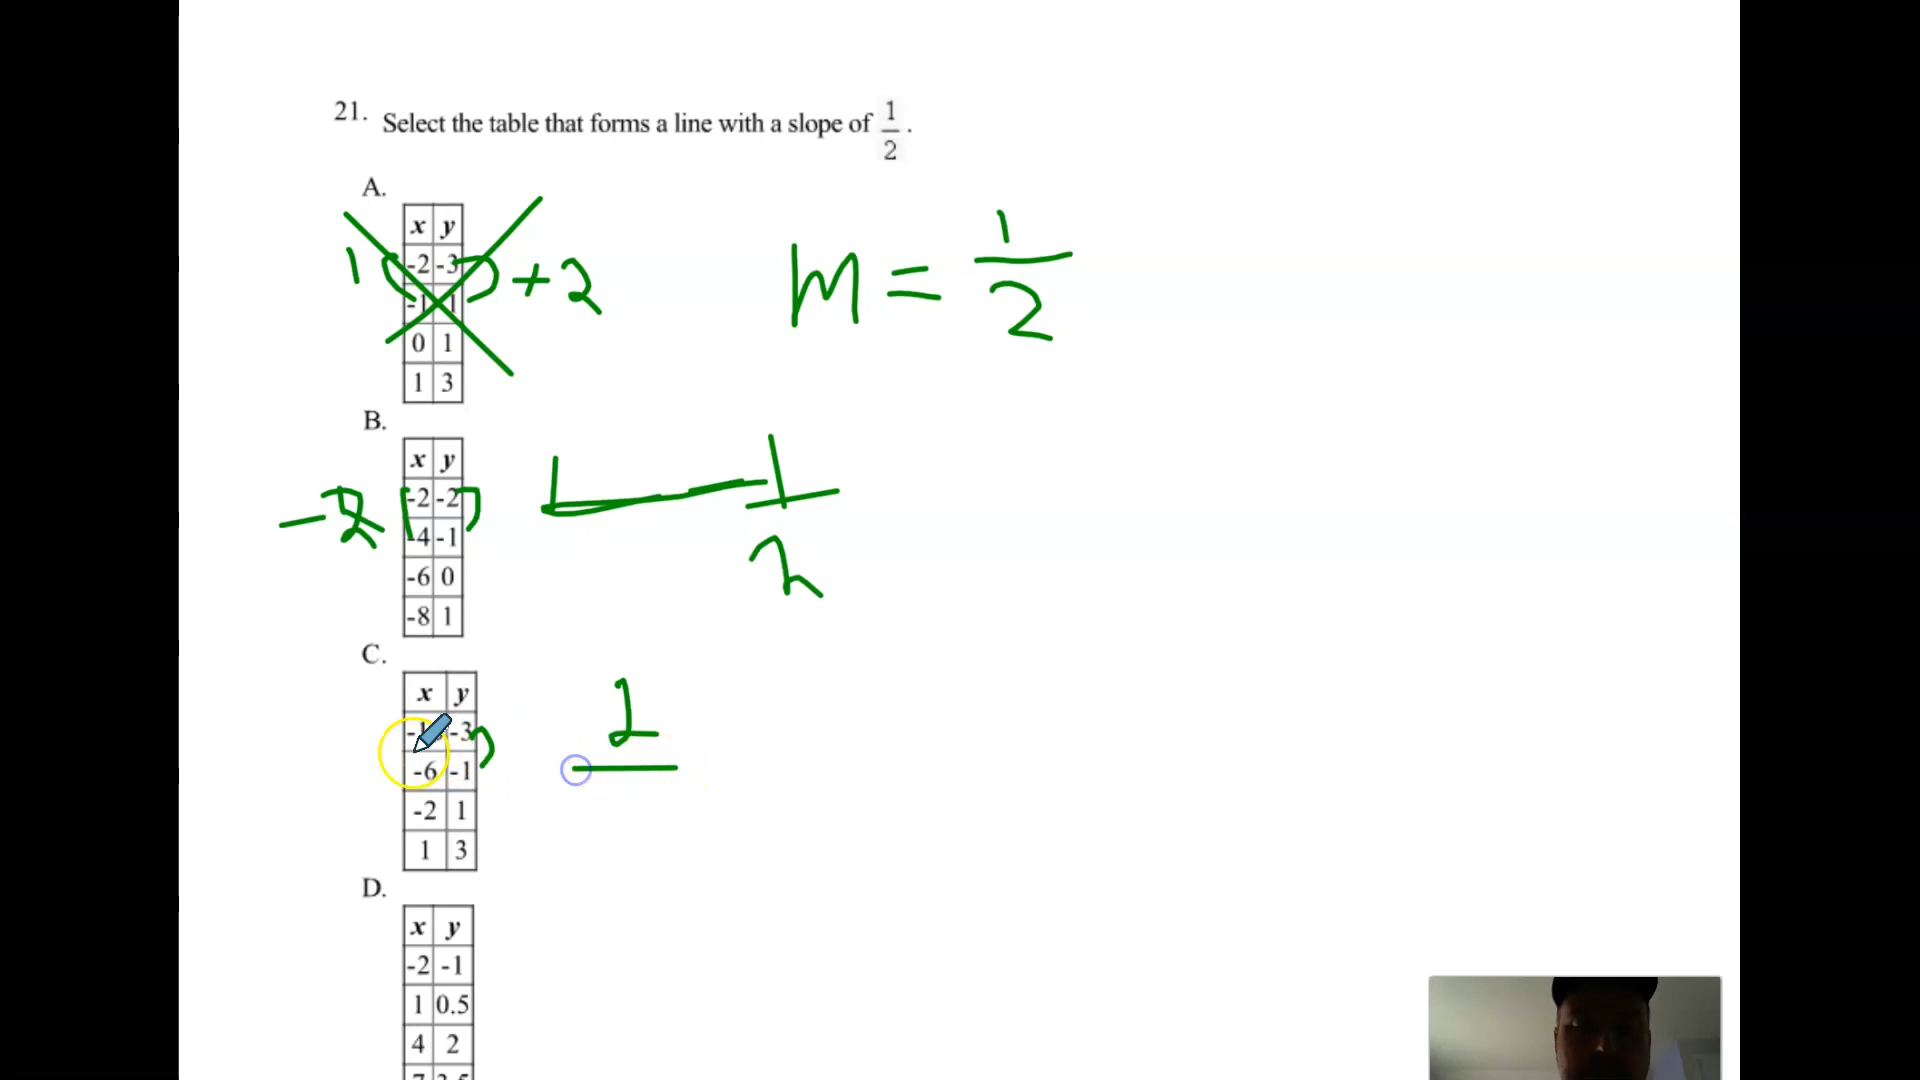 21. Select the table that forms a line with a slope of 1/2.
A.
x y
1 -2 -3 +2
-1 -1
0 1
1 3
m = 1/2
B.
x y
-2 -2
-4 -1
-6 0
-8 1
1/2
C.
x y
-3
-6 -1
-2 1
1 3
2
D.
x y
-2 -1
1 0.5
4 2